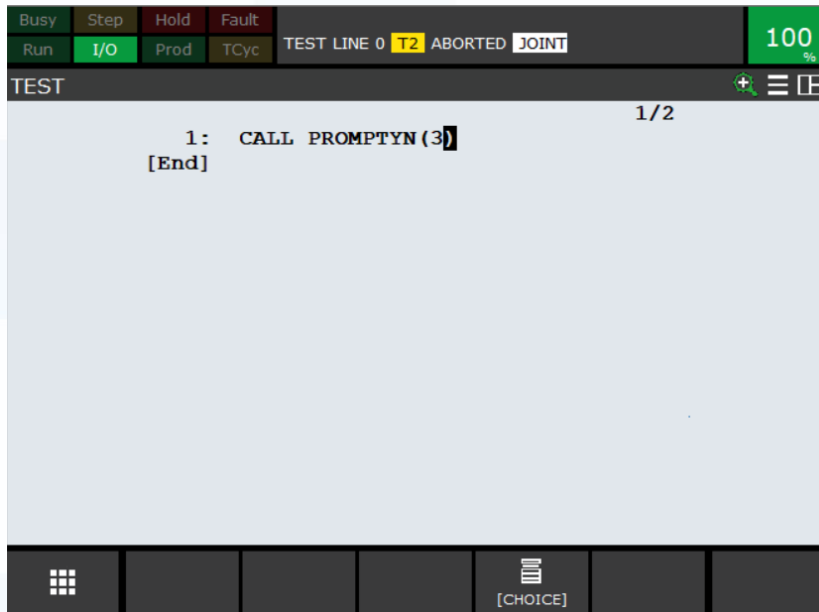 Busy Step Hold Fault
Run I/O Prod TCyc
TEST LINE 0 T2 ABORTED JOINT
100
%
TEST
1/2
1: CALL PROMPTYN(3)
[End]
[CHOICE]